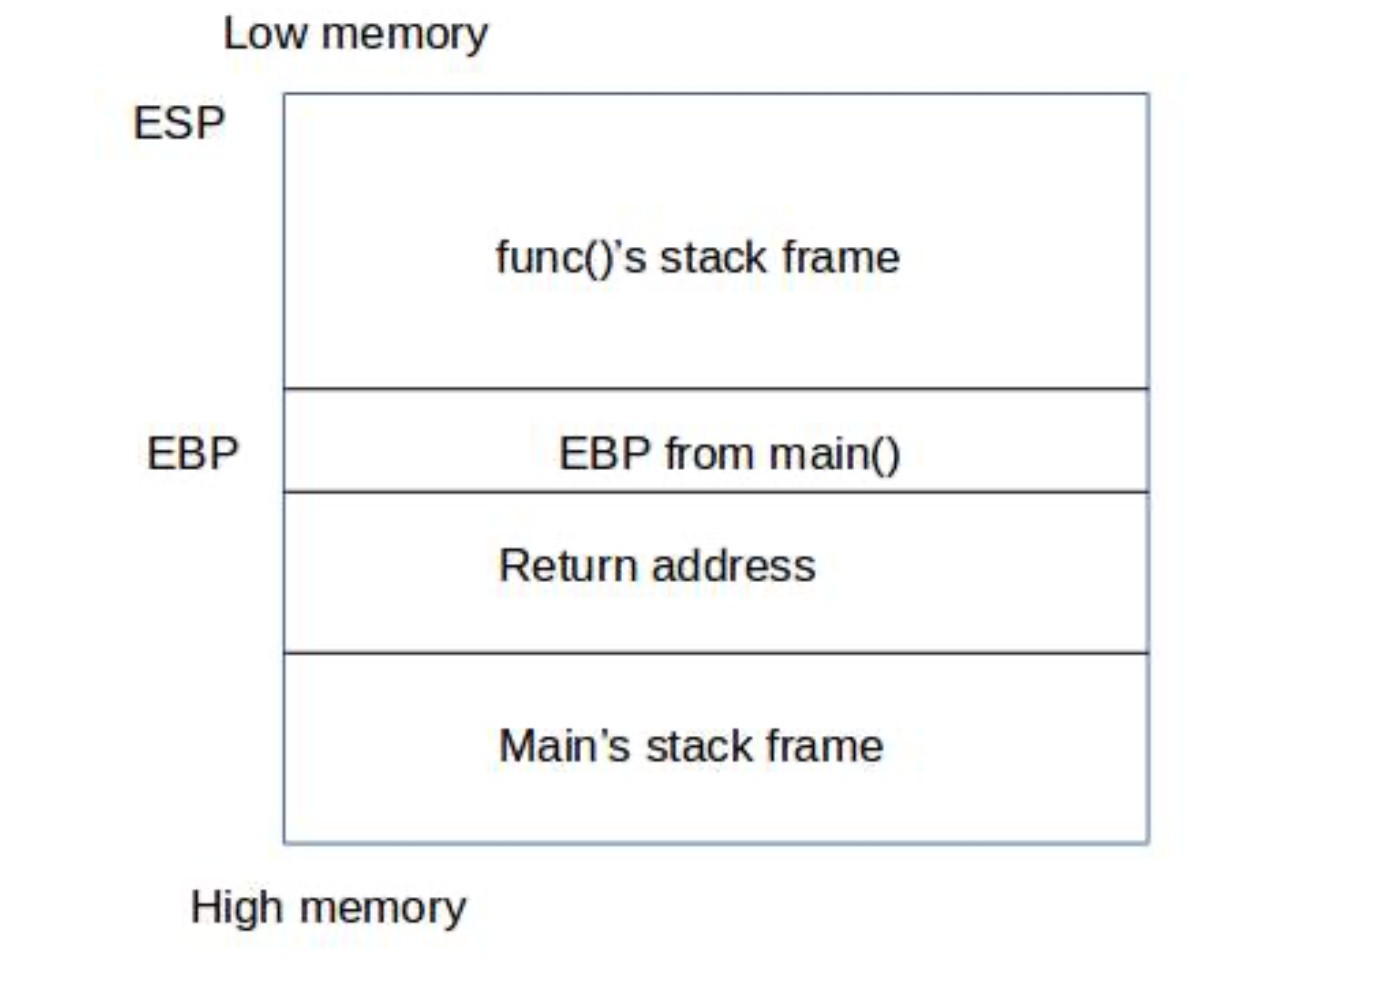 Low memory
ESP
func()’s stack frame
EBP
EBP from main()
Return address
Main’s stack frame
High memory